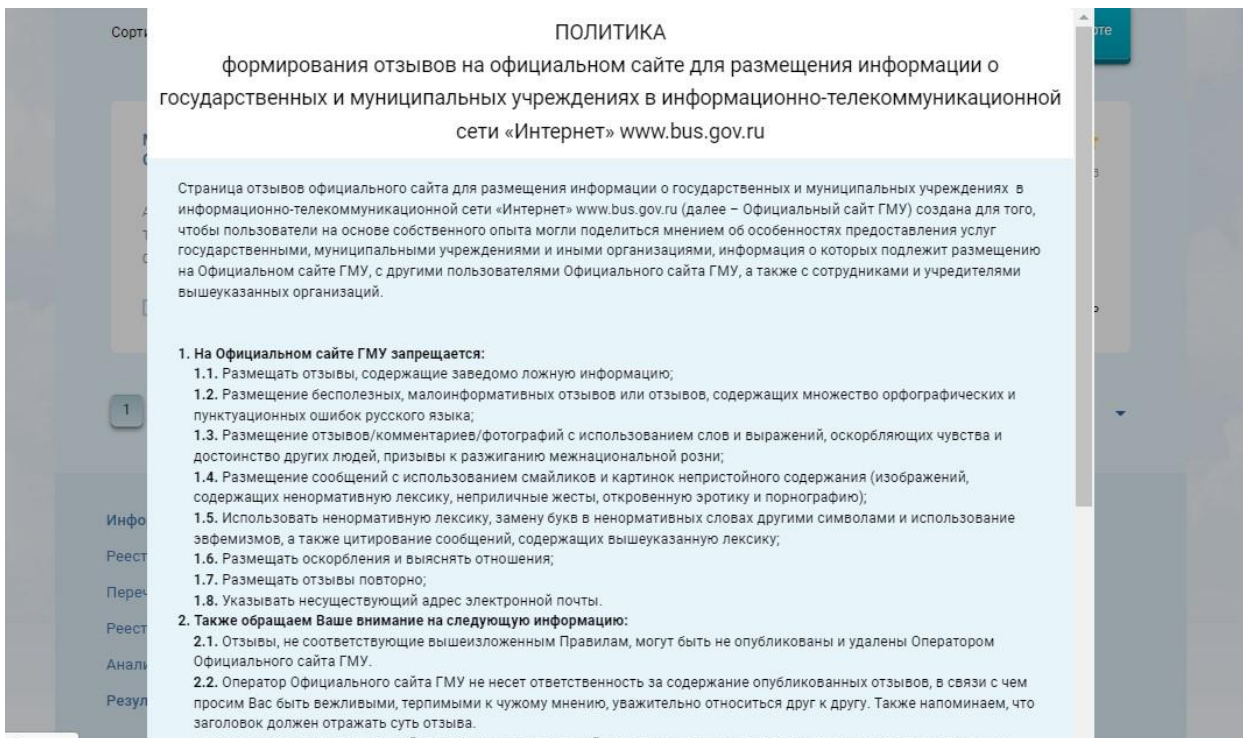 ПОЛИТИКА
формирования отзывов на официальном сайте для размещения информации о
государственных и муниципальных учреждениях в информационно-телекоммуникационной
сети «Интернет» www.bus.gov.ru
Страница отзывов официального сайта для размещения информации о государственных и муниципальных учреждениях в
информационно-телекоммуникационной сети «Интернет» www.bus.gov.ru (далее – Официальный сайт ГМУ) создана для того,
чтобы пользователи на основе собственного опыта могли поделиться мнением об особенностях предоставления услуг
государственными, муниципальными учреждениями и иными организациями, информация о которых подлежит размещению
на Официальном сайте ГМУ, с другими пользователями Официального сайта ГМУ, а также с сотрудниками и учредителями
вышеуказанных организаций.
1. На Официальном сайте ГМУ запрещается:
1.1. Размещать отзывы, содержащие заведомо ложную информацию;
1.2. Размещение бесполезных, малоинформативных отзывов или отзывов, содержащих множество орфографических и
пунктуационных ошибок русского языка;
1.3. Размещение отзывов/комментариев/фотографий с использованием слов и выражений, оскорбляющих чувства и
достоинство других людей, призывы к разжиганию межнациональной розни;
1.4. Размещение сообщений с использованием смайликов и картинок непристойного содержания (изображений,
содержащих ненормативную лексику, неприличные жесты, откровенную эротику и порнографию);
1.5. Использовать ненормативную лексику, замену букв в ненормативных словах другими символами и использование
эвфемизмов, а также цитирование сообщений, содержащих вышеуказанную лексику;
1.6. Размещать оскорбления и выяснять отношения;
1.7. Размещать отзывы повторно;
1.8. Указывать несуществующий адрес электронной почты.
2. Также обращаем Ваше внимание на следующую информацию:
2.1. Отзывы, не соответствующие вышеизложенным Правилам, могут быть не опубликованы и удалены Оператором
Официального сайта ГМУ.
2.2. Оператор Официального сайта ГМУ не несет ответственность за содержание опубликованных отзывов, в связи с чем
просим Вас быть вежливыми, терпимыми к чужому мнению, уважительно относиться друг к другу. Также напоминаем, что
заголовок должен отражать суть отзыва.
1